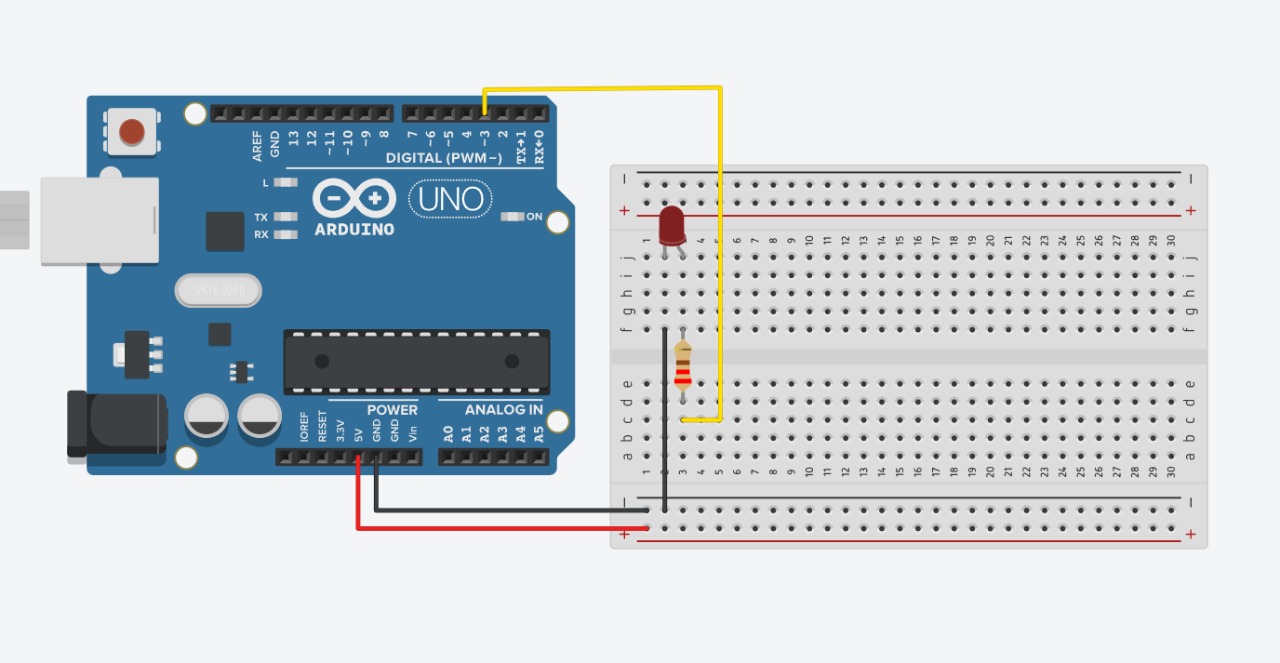 AREF
GND
13
12
~11
~10
~9
8
7
~6
~5
4
~3
2
TX→1
RX←0
DIGITAL (PWM~)
L
TX
RX
UNO
ON
ARDUINO
POWER
ANALOG IN
IOREF
RESET
3.3V
5V
GND
GND
Vin
A0
A1
A2
A3
A4
A5
− −
+ +
1 4 5 6 7 8 9 10 11 12 13 14 15 16 17 18 19 20 21 22 23 24 25 26 27 28 29 30
j j
i i
h h
g g
f f
e e
d d
c c
b b
a a
1 2 3 4 5 6 7 8 9 10 11 12 13 14 15 16 17 18 19 20 21 22 23 24 25 26 27 28 29 30
− −
+ +